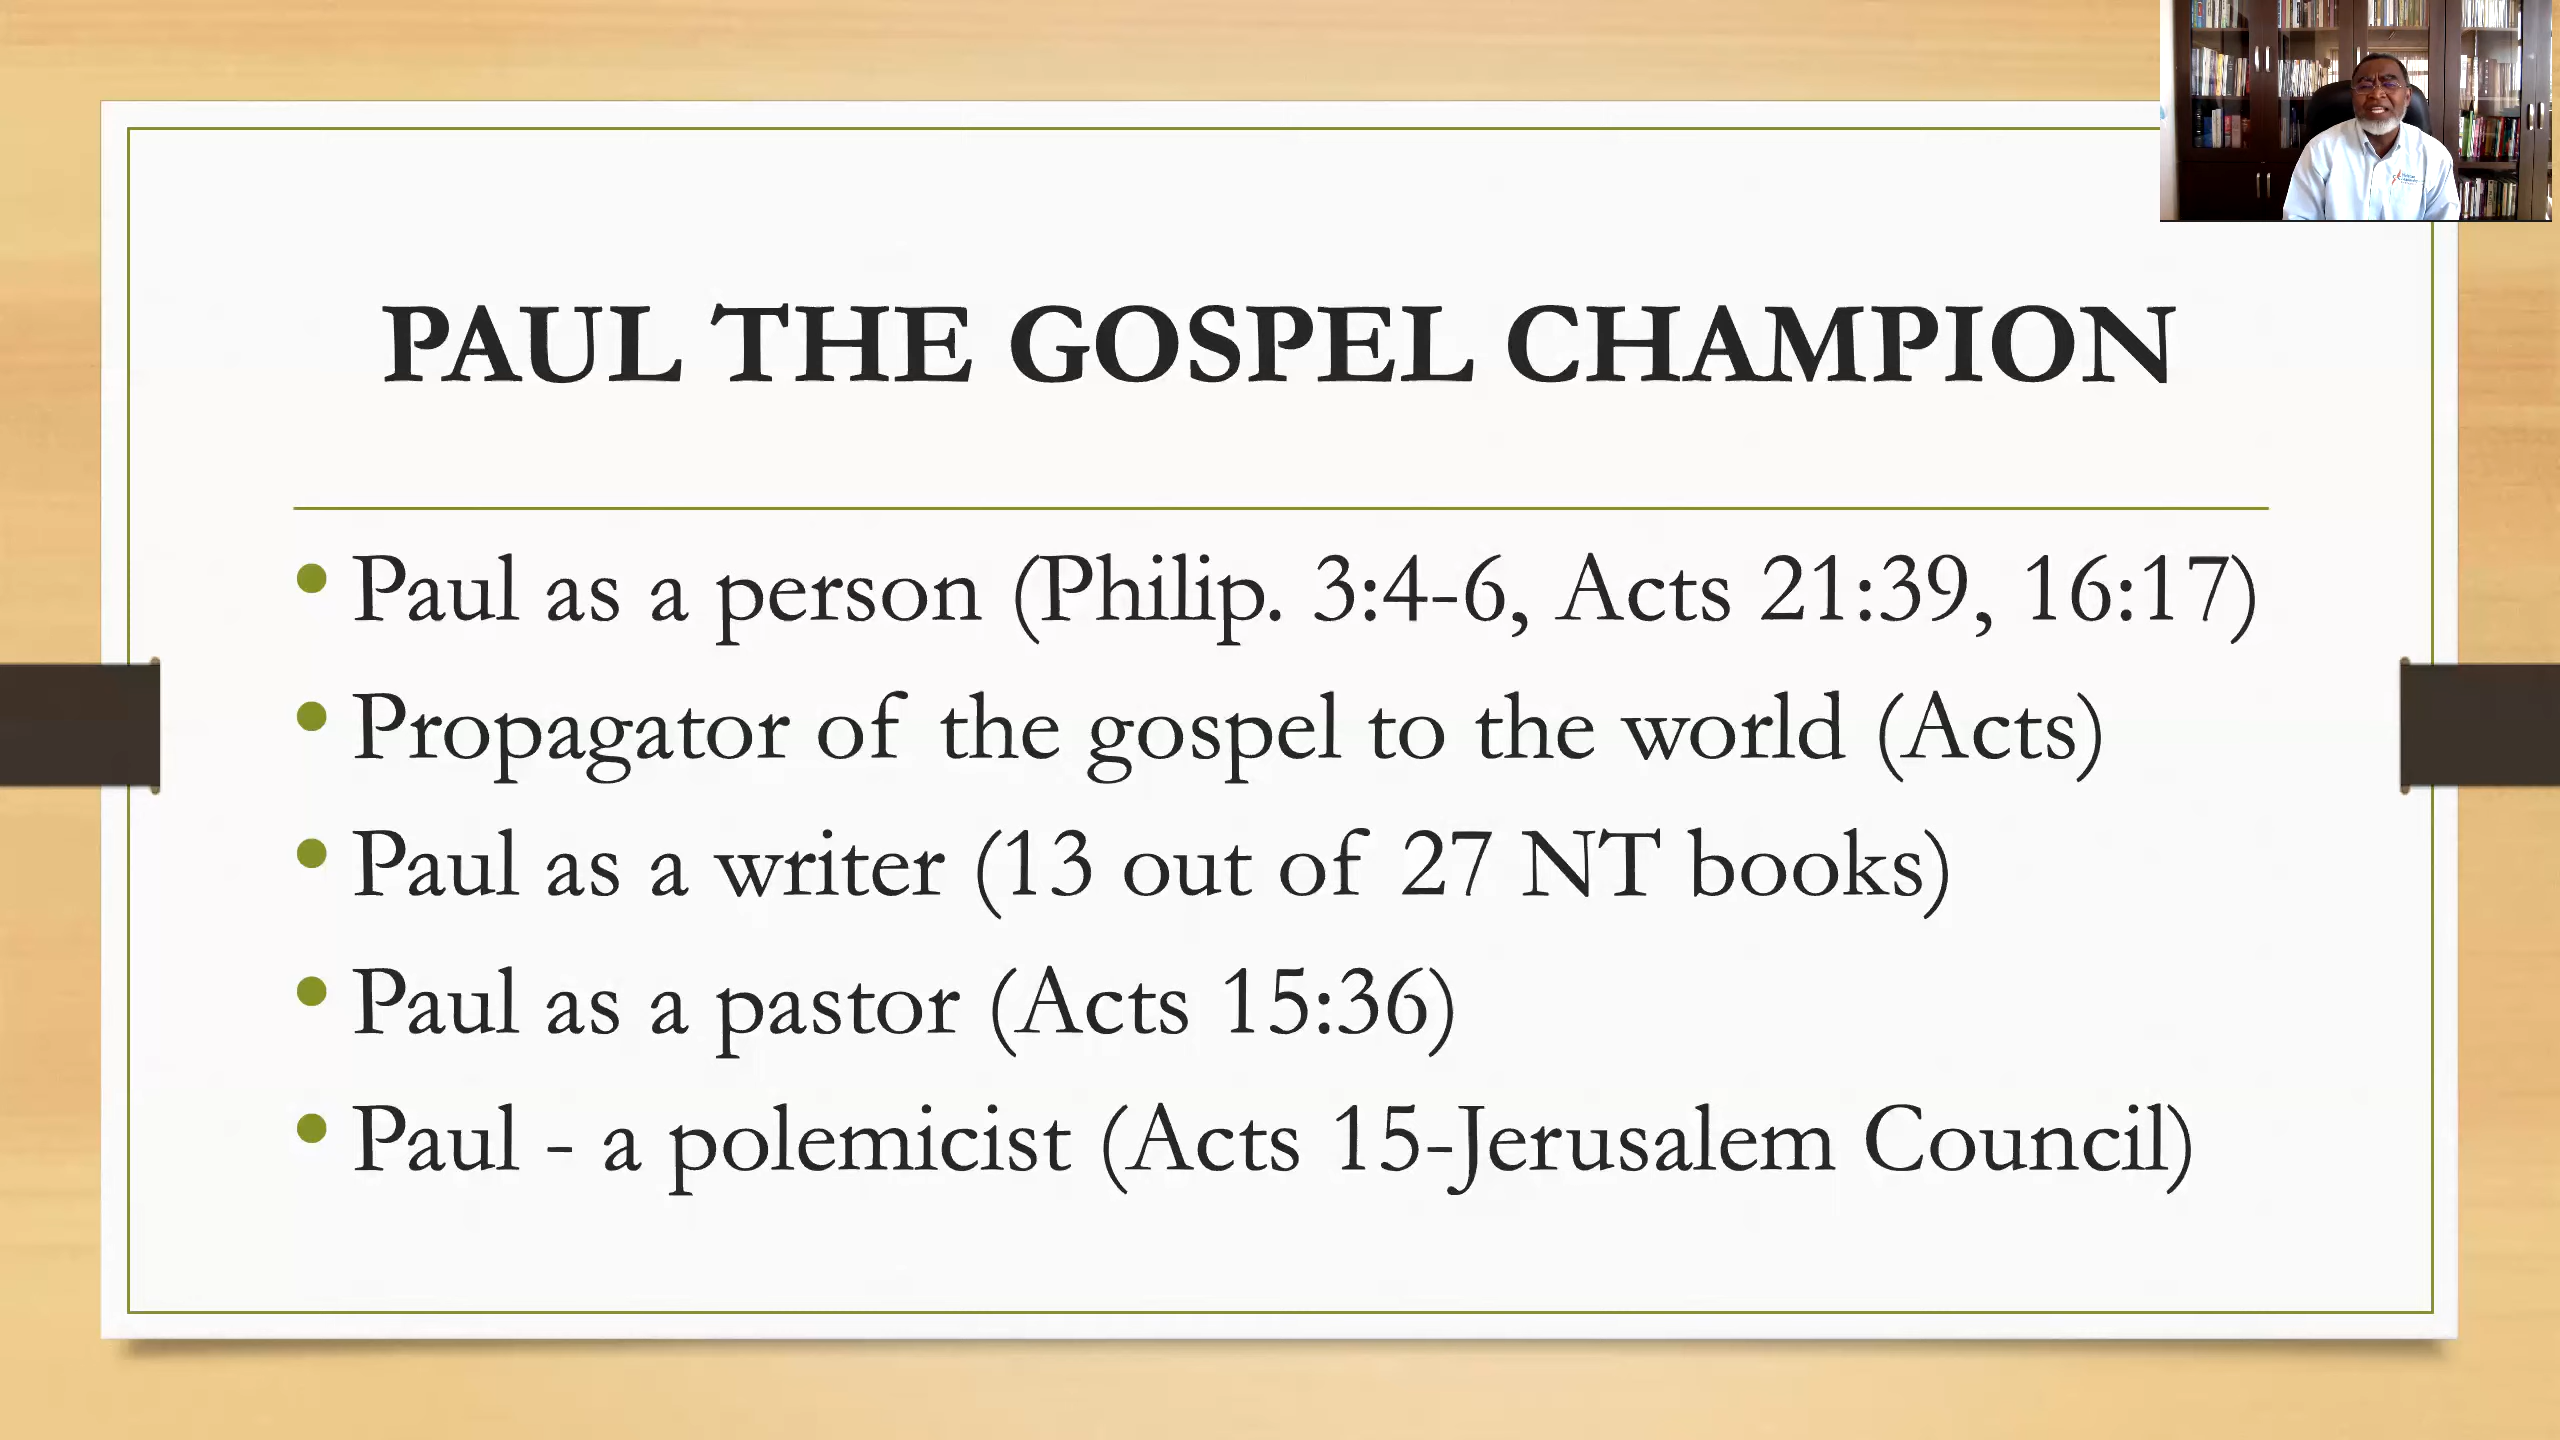 PAUL THE GOSPEL CHAMPION
• Paul as a person (Philip. 3:4-6, Acts 21:39, 16:17)
• Propagator of the gospel to the world (Acts)
• Paul as a writer (13 out of 27 NT books)
• Paul as a pastor (Acts 15:36)
• Paul - a polemicist (Acts 15-Jerusalem Council)